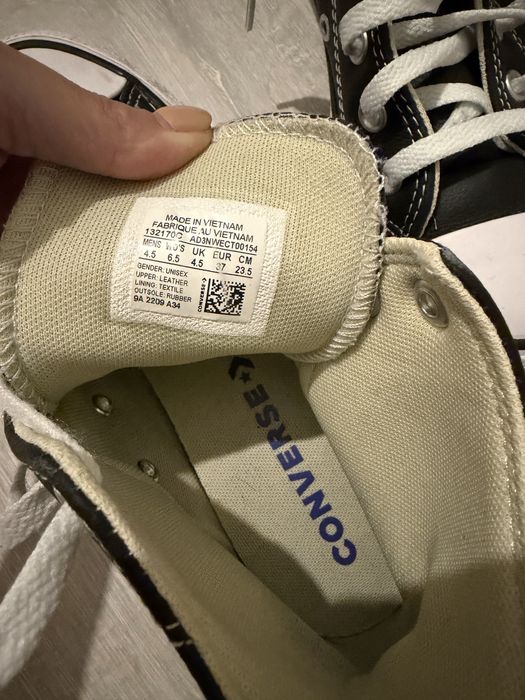 MADE IN VIETNAM
FABRIQUE AU VIETNAM
132170C AD3NWECT00154
MENS WO'S UK EUR CM
4.5 6.5 4.5 37 23.5
GENDER: UNISEX
UPPER: LEATHER
LINING: TEXTILE
OUTSOLE: RUBBER
9A 2209 A34
CONVERSE
CONVERSE